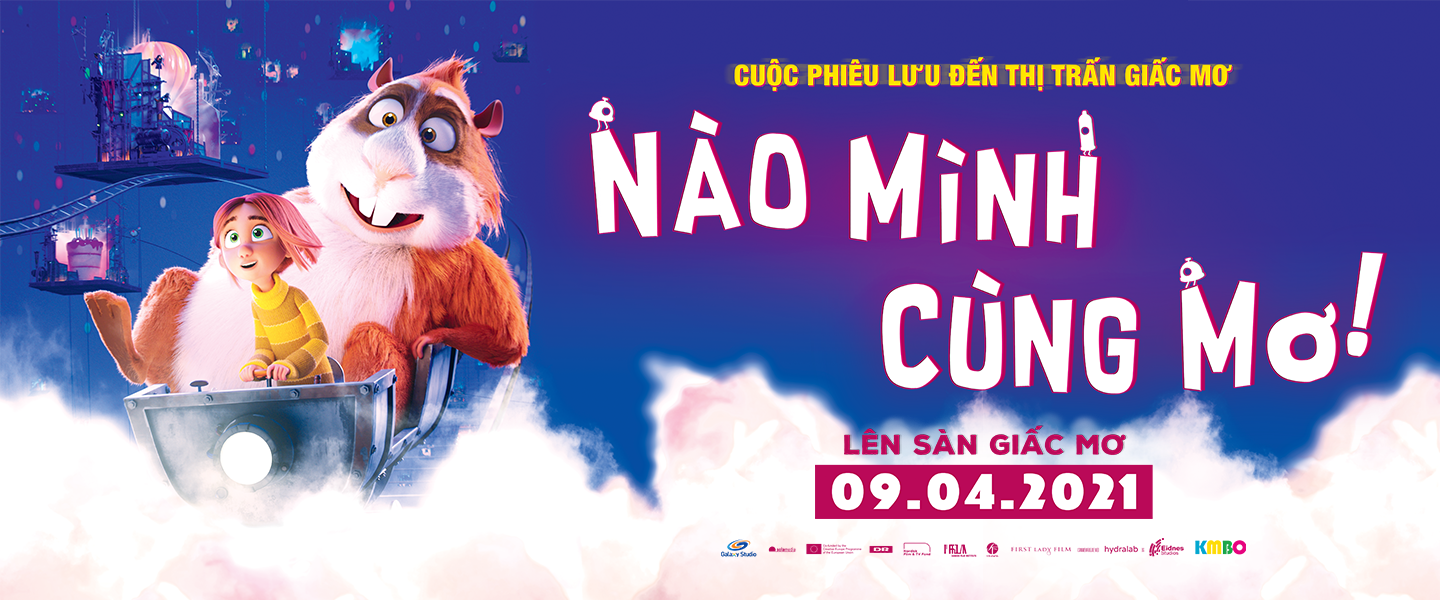 CUỘC PHIÊU LƯU ĐẾN THỊ TRẤN GIẤC MƠ
NÀO MÌNH
CÙNG MƠ!
LÊN SÀN GIẤC MƠ
09.04.2021
Galaxy Studio DR FIRST LADY FILM hydralab Eidnes Studios KMBO